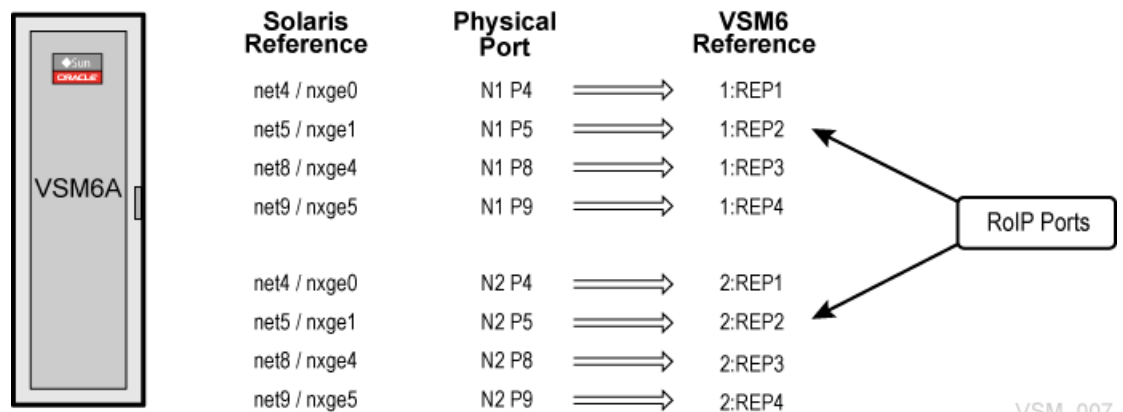 Solaris Reference Physical Port VSM6 Reference
Sun
ORACLE
VSM6A
net4 / nxge0 N1 P4 1:REP1
net5 / nxge1 N1 P5 1:REP2
net8 / nxge4 N1 P8 1:REP3
net9 / nxge5 N1 P9 1:REP4
RoIP Ports
net4 / nxge0 N2 P4 2:REP1
net5 / nxge1 N2 P5 2:REP2
net8 / nxge4 N2 P8 2:REP3
net9 / nxge5 N2 P9 2:REP4
VSM_007